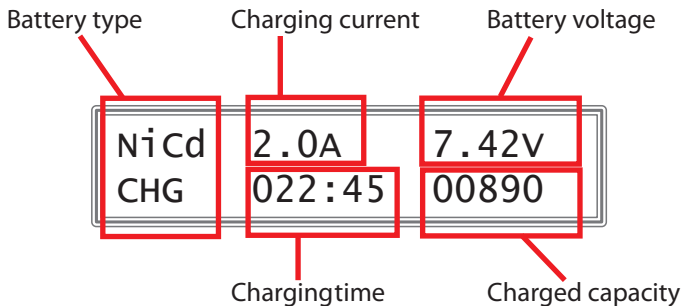 Battery type Charging current Battery voltage
NiCd 2.0A 7.42V
CHG 022:45 00890
Chargingtime Charged capacity